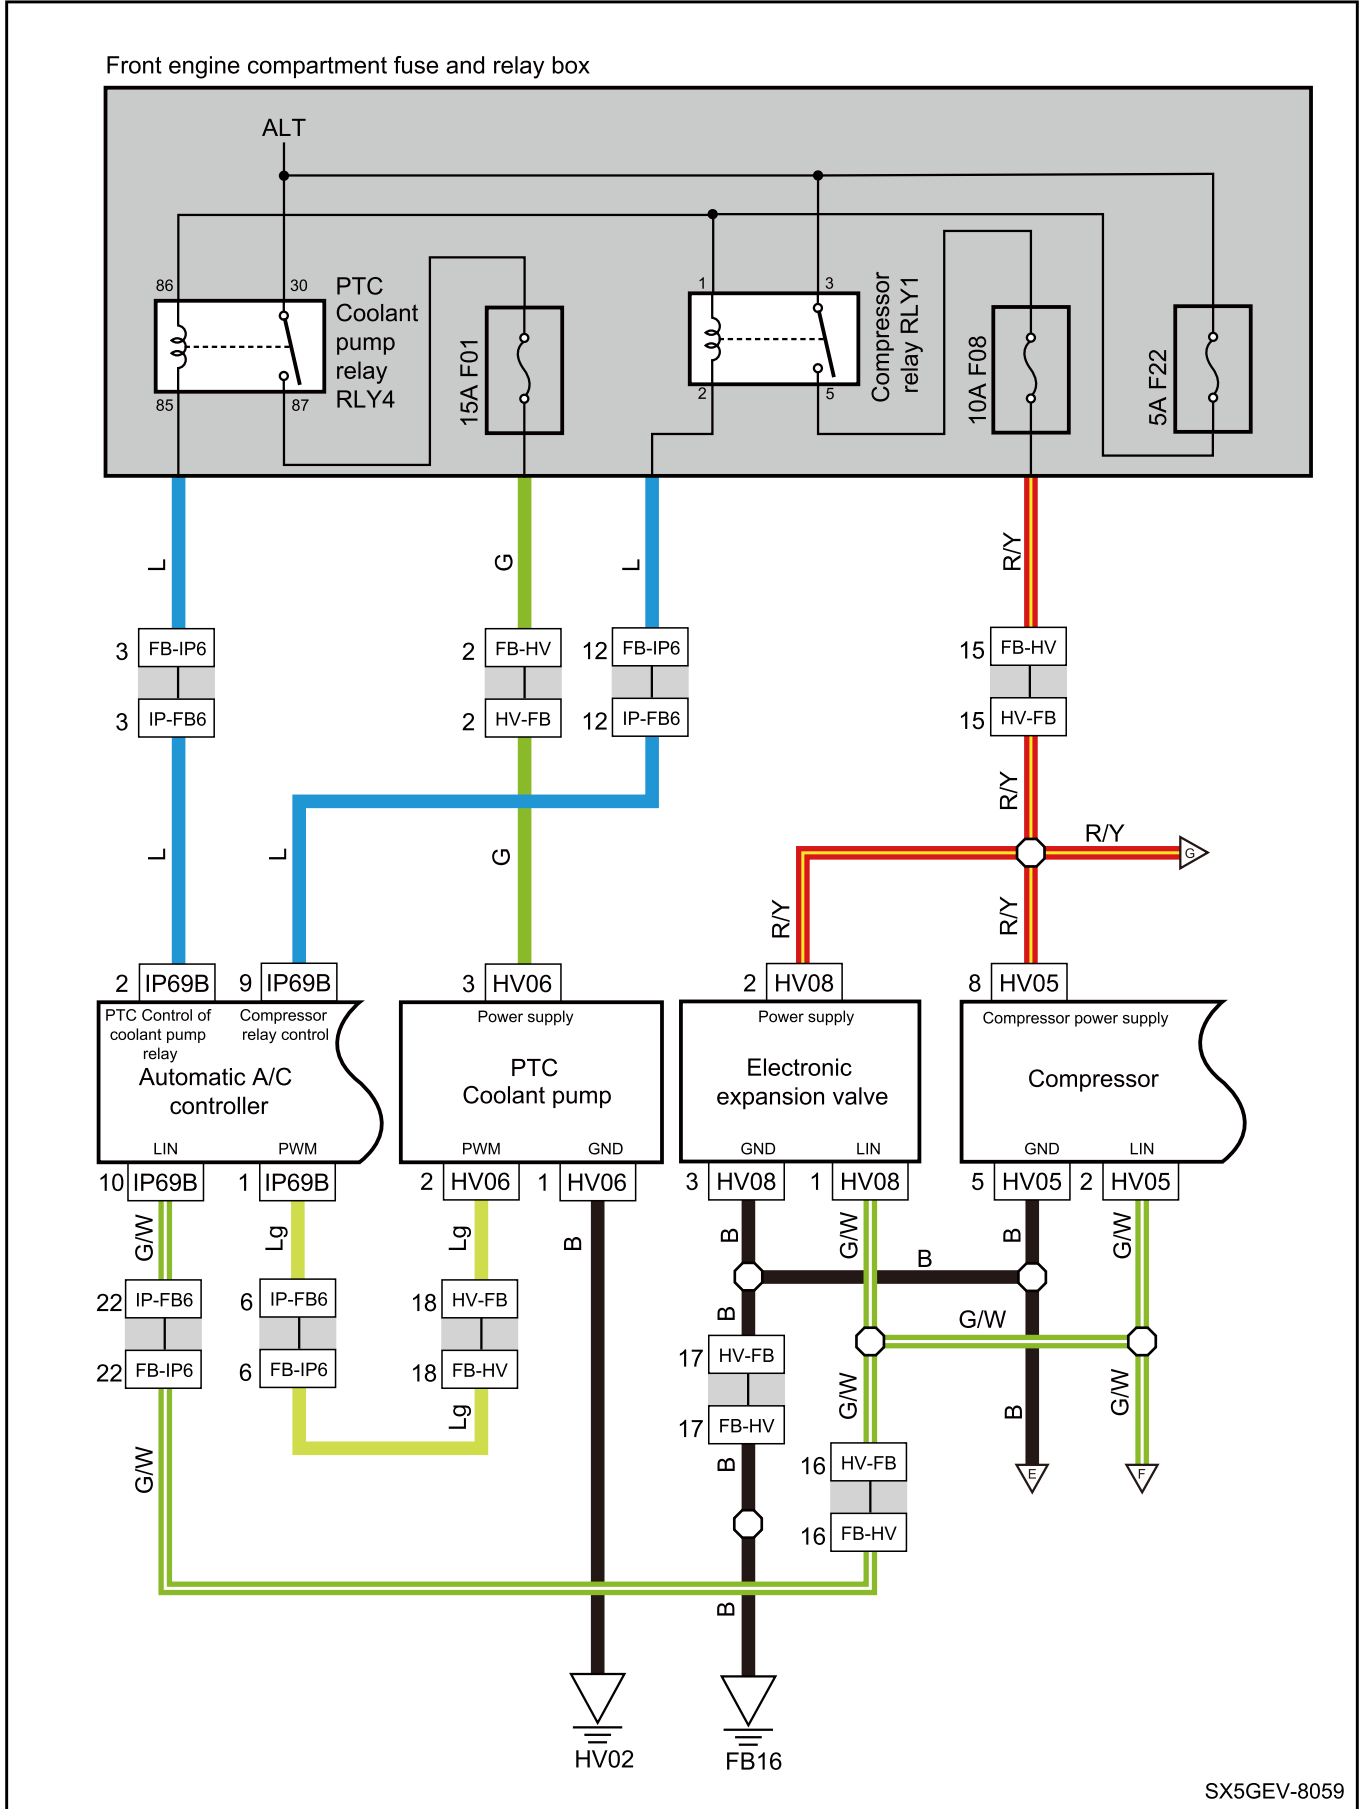 Front engine compartment fuse and relay box
ALT
86
30
PTC
Coolant
pump
relay
RLY4
85
87
15A F01
1
3
Compressor
relay RLY1
2
5
10A F08
5A F22
L
G
L
R/Y
3 FB-IP6
2 FB-HV
12 FB-IP6
15 FB-HV
3 IP-FB6
2 HV-FB
12 IP-FB6
15 HV-FB
R/Y
R/Y
G
L
L
G
R/Y
R/Y
2 IP69B
9 IP69B
3 HV06
2 HV08
8 HV05
PTC Control of
coolant pump
relay
Compressor
relay control
Automatic A/C
controller
LIN
PWM
Power supply
PTC
Coolant pump
PWM
GND
Power supply
Electronic
expansion valve
GND
LIN
Compressor power supply
Compressor
GND
LIN
10 IP69B
1 IP69B
2 HV06
1 HV06
3 HV08
1 HV08
5 HV05
2 HV05
G/W
Lg
Lg
B
B
G/W
B
B
G/W
22 IP-FB6
6 IP-FB6
18 HV-FB
B
G/W
17 HV-FB
22 FB-IP6
6 FB-IP6
18 FB-HV
G/W
B
G/W
Lg
17 FB-HV
G/W
B
16 HV-FB
E
F
16 FB-HV
B
HV02
FB16
SX5GEV-8059